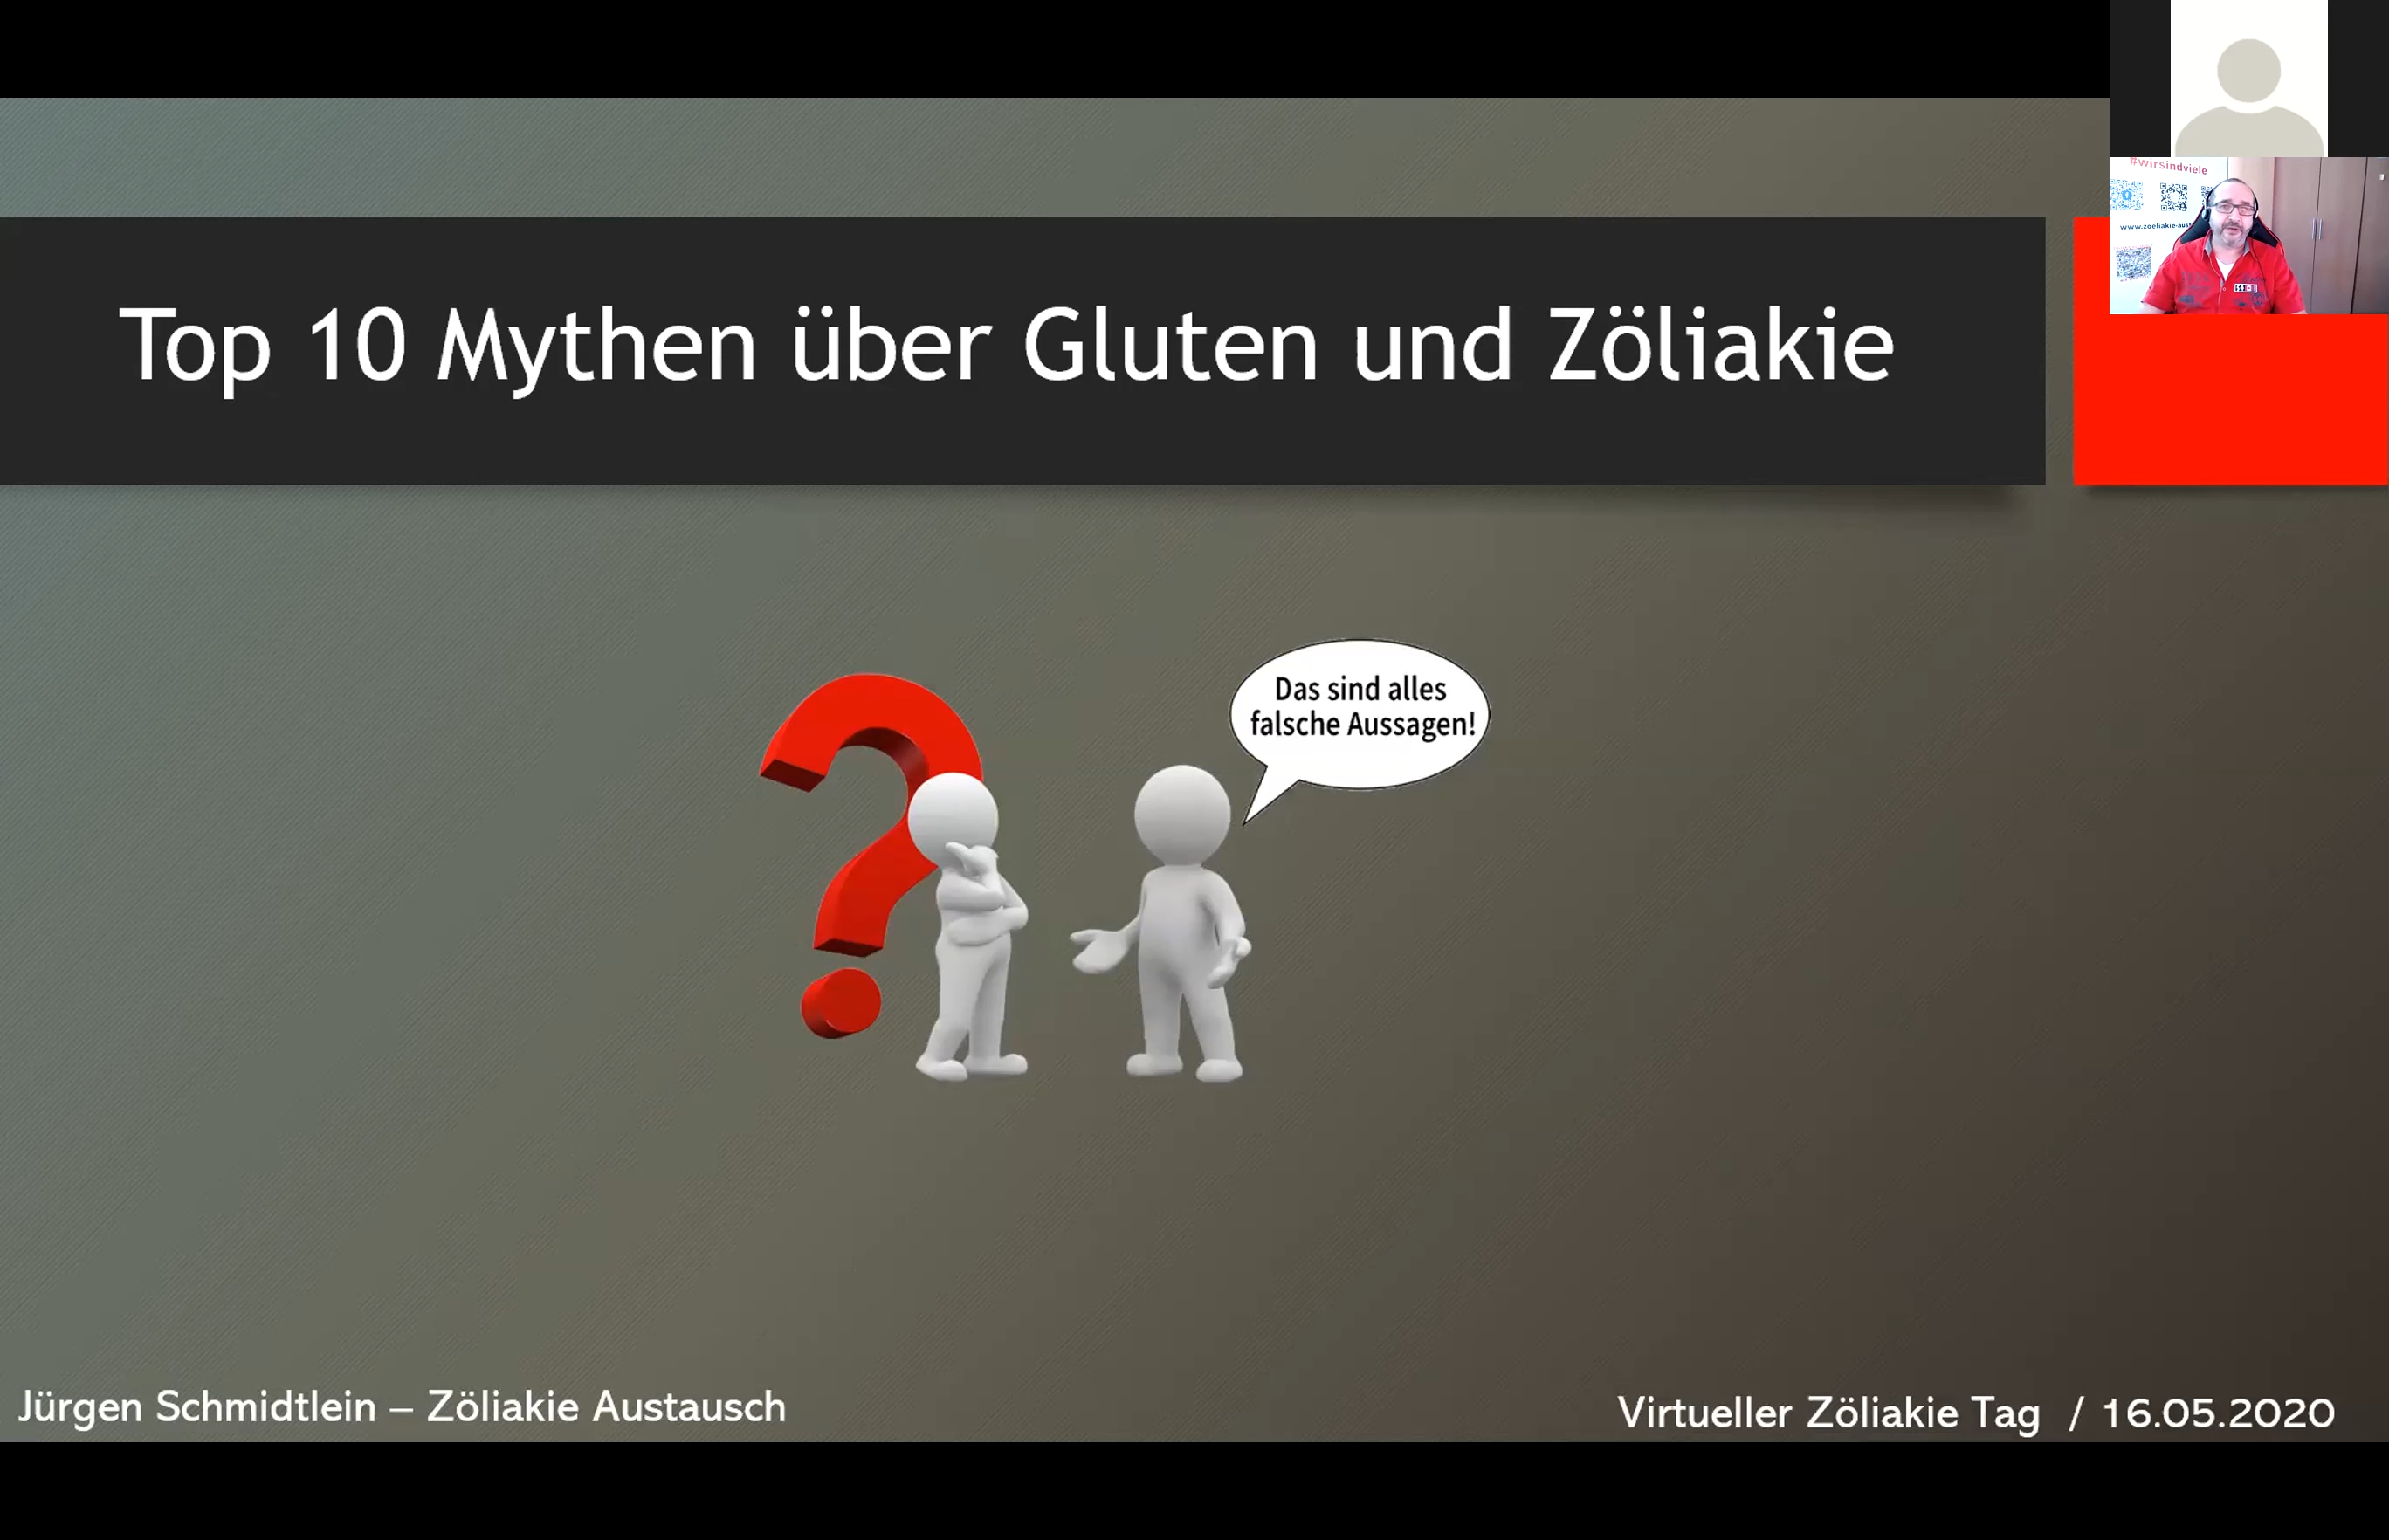 #wirsindviele
Top 10 Mythen über Gluten und Zöliakie
Das sind alles
falsche Aussagen!
Jürgen Schmidtlein – Zöliakie Austausch
Virtueller Zöliakie Tag / 16.05.2020